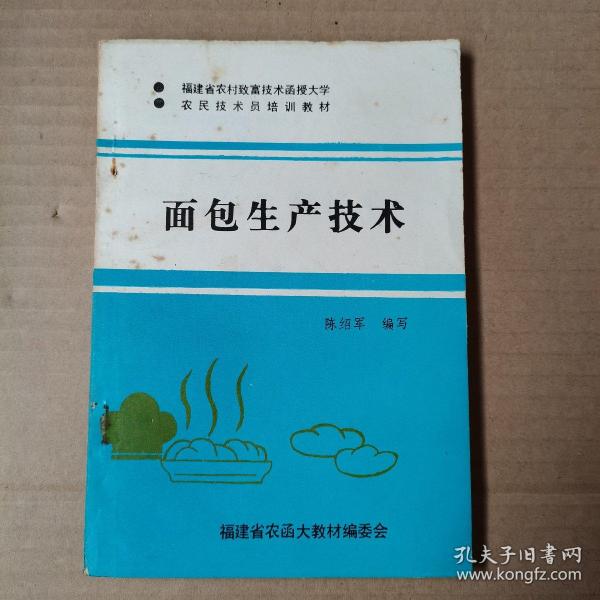 福建省农村致富技术函授大学
农民技术员培训教材
面包生产技术
陈绍军 编写
福建省农函大教材编委会
孔夫子旧书网
www.kongfz.com